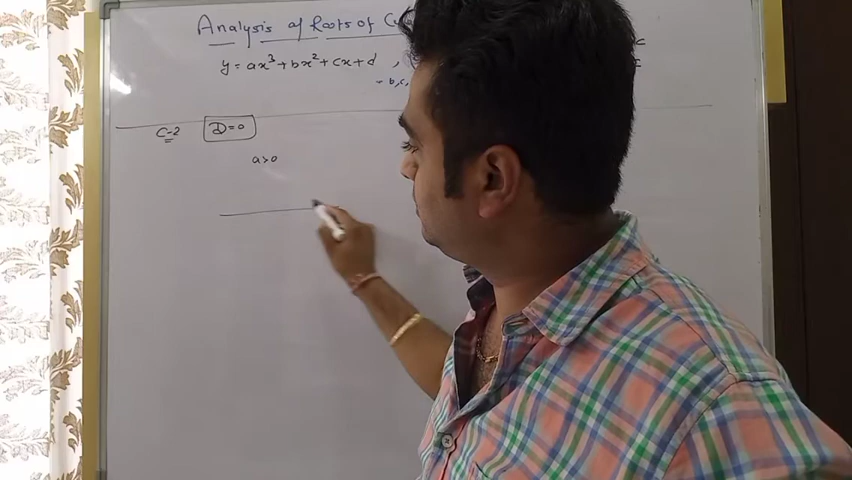 Analysis of Roots of
y = ax³+bx²+cx+d ,
- b,c,
C-2 D=0
a>0